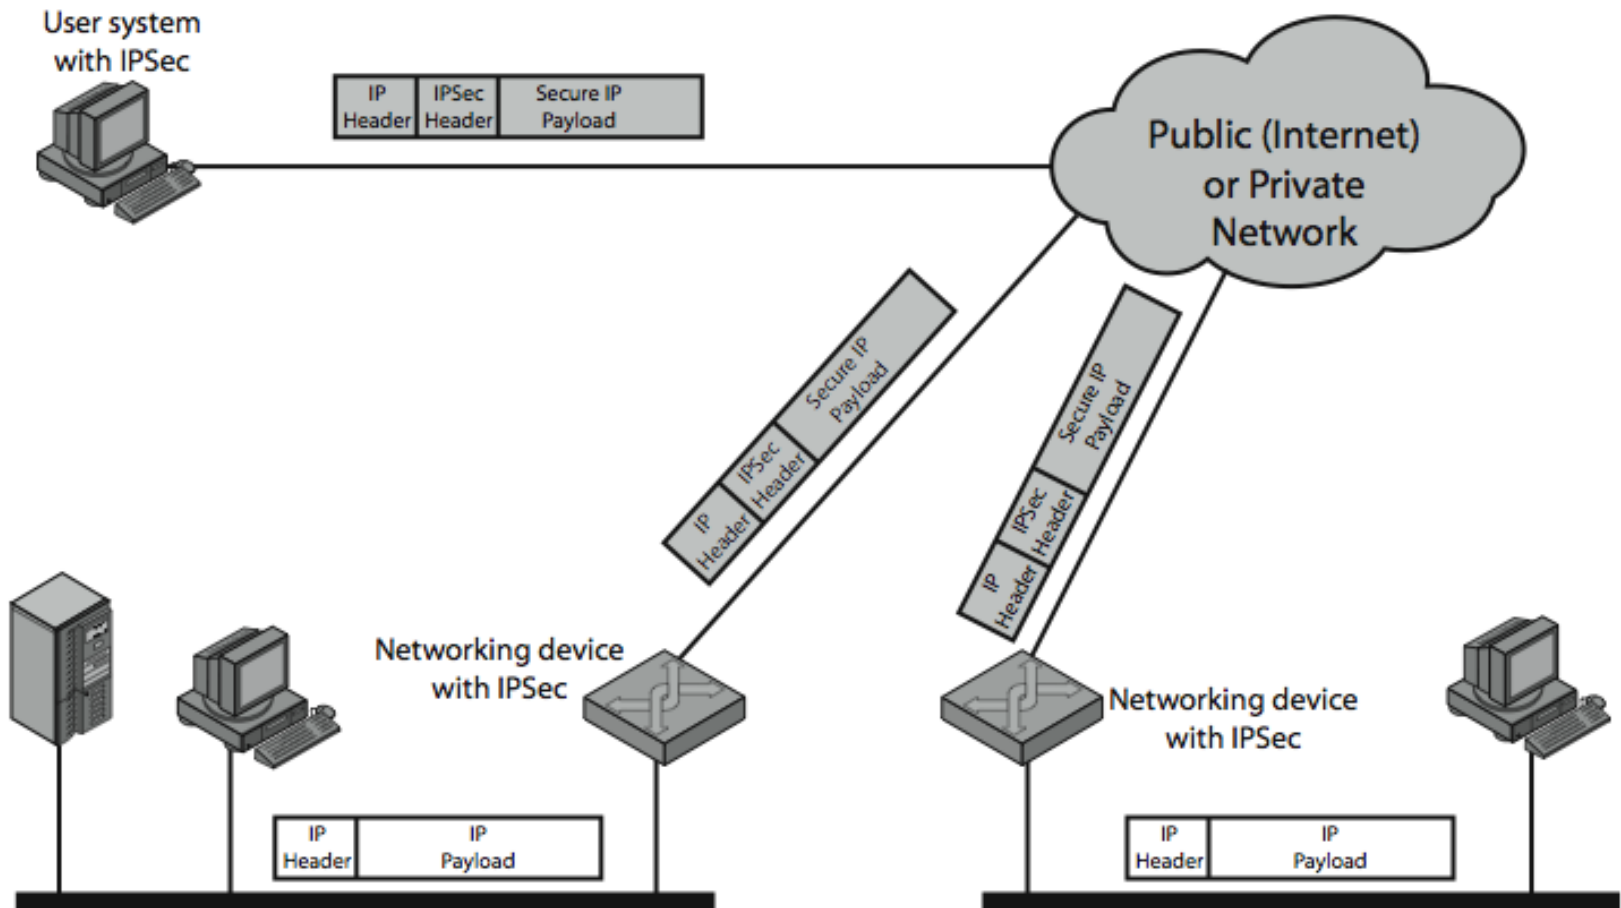 User system
with IPSec
IP
Header
IPSec
Header
Secure IP
Payload
Public (Internet)
or Private
Network
Secure IP
Payload
IPSec
Header
IP
Header
Secure IP
Payload
IPSec
Header
IP
Header
Networking device
with IPSec
Networking device
with IPSec
IP
Header
IP
Payload
IP
Header
IP
Payload